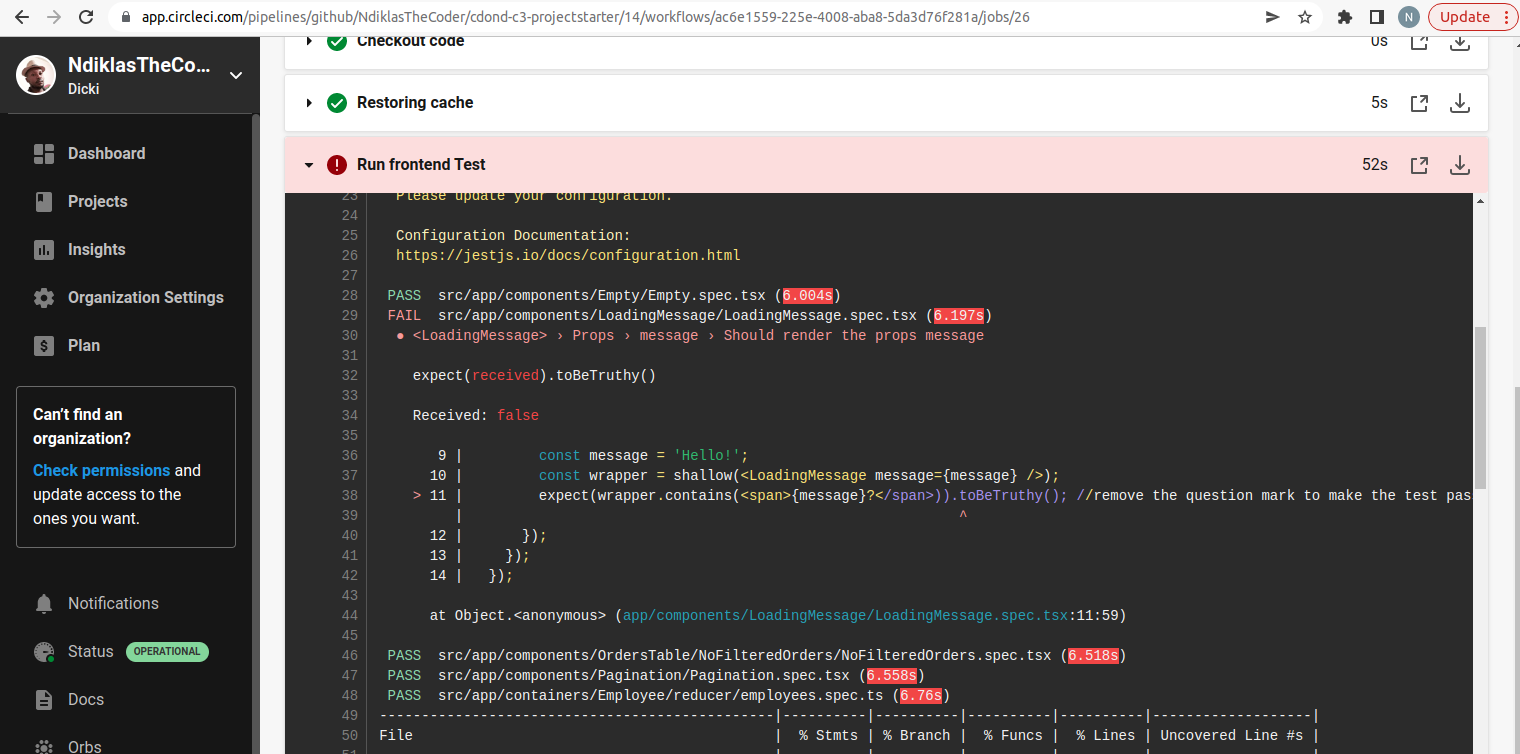 app.circleci.com/pipelines/github/NdiklasTheCoder/cdond-c3-projectstarter/14/workflows/ac6e1559-225e-4008-aba8-5da3d76f281a/jobs/26
N
Update
NdiklasTheCo...
Dicki
Dashboard
Projects
Insights
Organization Settings
Plan
Can't find an
organization?
Check permissions and
update access to the
ones you want.
Notifications
Status OPERATIONAL
Docs
Orbs
Checkout code 0s
Restoring cache 5s
Run frontend Test 52s
23 Please update your configuration.
24
25 Configuration Documentation:
26 https://jestjs.io/docs/configuration.html
27
28 PASS src/app/components/Empty/Empty.spec.tsx (6.004s)
29 FAIL src/app/components/LoadingMessage/LoadingMessage.spec.tsx (6.197s)
30 ● <LoadingMessage> › Props › message › Should render the props message
31
32 expect(received).toBeTruthy()
33
34 Received: false
35
36 9 | const message = 'Hello!';
37 10 | const wrapper = shallow(<LoadingMessage message={message} />);
38 > 11 | expect(wrapper.contains(<span>{message}?</span>)).toBeTruthy(); //remove the question mark to make the test pas
39 | ^
40 12 | });
41 13 | });
42 14 | });
43
44 at Object.<anonymous> (app/components/LoadingMessage/LoadingMessage.spec.tsx:11:59)
45
46 PASS src/app/components/OrdersTable/NoFilteredOrders/NoFilteredOrders.spec.tsx (6.518s)
47 PASS src/app/components/Pagination/Pagination.spec.tsx (6.558s)
48 PASS src/app/containers/Employee/reducer/employees.spec.ts (6.76s)
49 -----------------------------------------------|----------|----------|----------|----------|-------------------|
50 File | % Stmts | % Branch | % Funcs | % Lines | Uncovered Line #s |